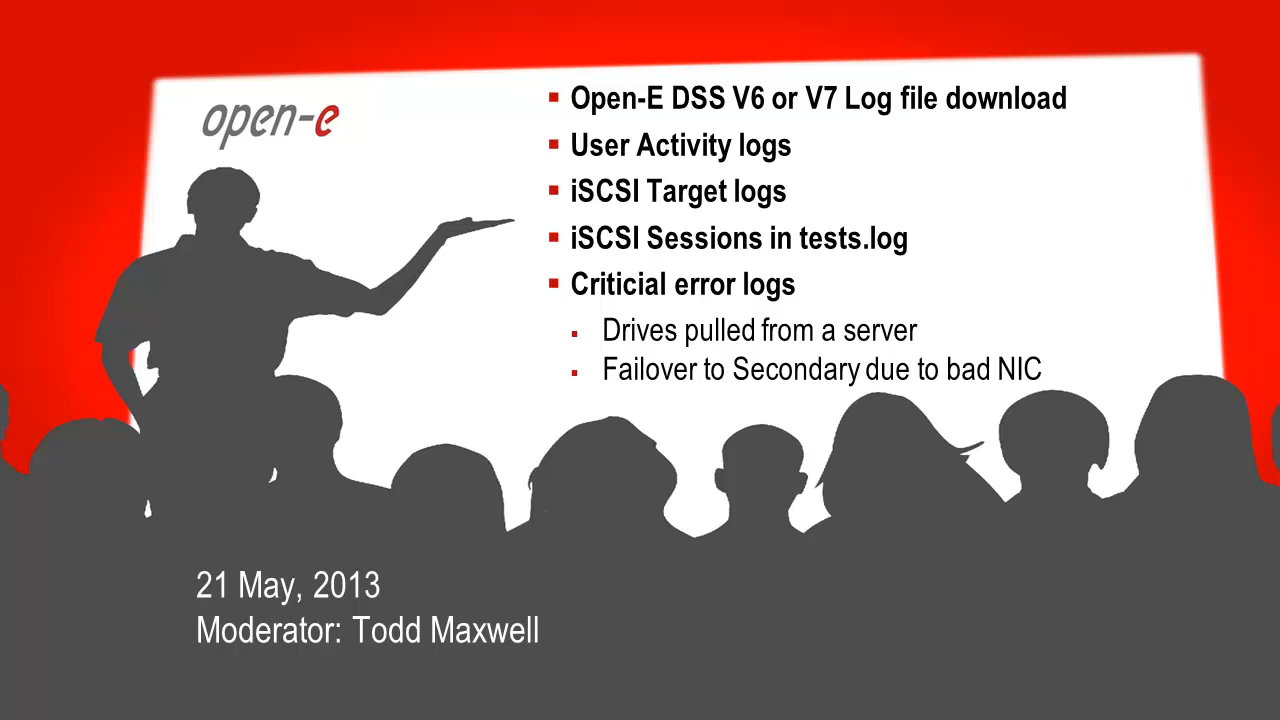 open-e
▪ Open-E DSS V6 or V7 Log file download
▪ User Activity logs
▪ iSCSI Target logs
▪ iSCSI Sessions in tests.log
▪ Criticial error logs
▪ Drives pulled from a server
▪ Failover to Secondary due to bad NIC
21 May, 2013
Moderator: Todd Maxwell